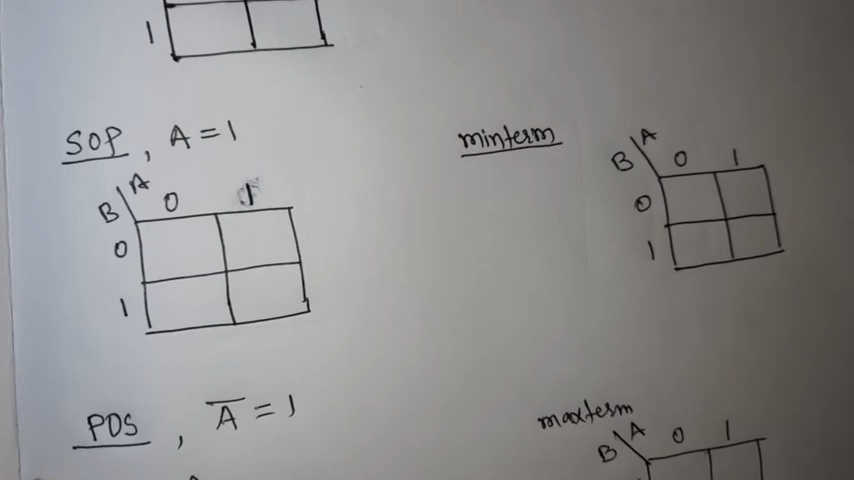 1
SOP, A = 1
minterm
A
B
0 1
0
1
A
B
0 1
0
1
POS, A̅ = 1
maxterm
A
B
0 1